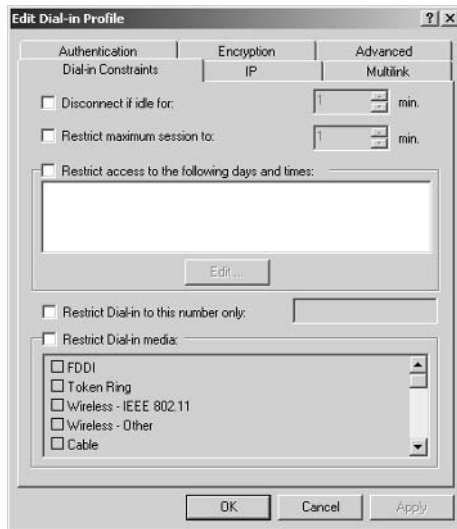 Edit Dial-in Profile ? x
Authentication Encryption Advanced
Dial-in Constraints IP Multilink
Disconnect if idle for: 1 min.
Restrict maximum session to: 1 min.
Restrict access to the following days and times:
Edit ...
Restrict Dial-in to this number only:
Restrict Dial-in media:
FDDI
Token Ring
Wireless - IEEE 802.11
Wireless - Other
Cable
OK Cancel Apply